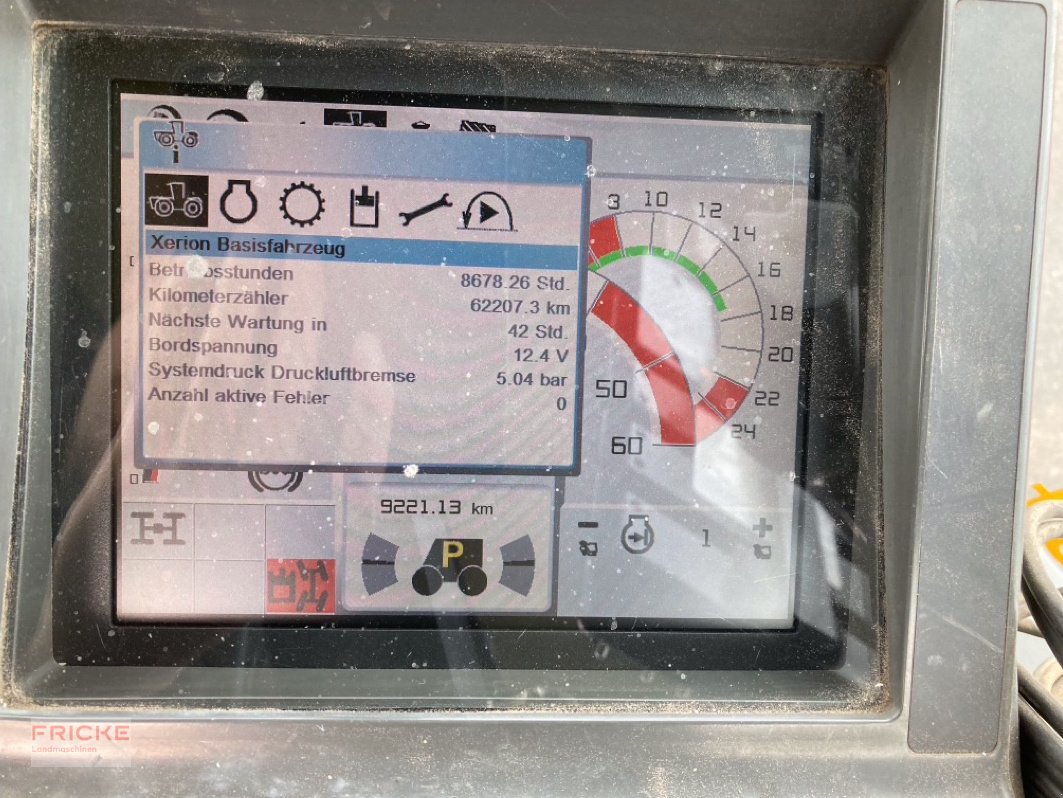 i
Xerion Basisfahrzeug
Betriebsstunden 8678.26 Std.
Kilometerzähler 62207.3 km
Nächste Wartung in 42 Std.
Bordspannung 12.4 V
Systemdruck Druckluftbremse 5.04 bar
Anzahl aktive Fehler 0
8 10 12 14 16 18 20 22 24
50
60
0
9221.13 km
P
1
FRICKE
Landmaschinen